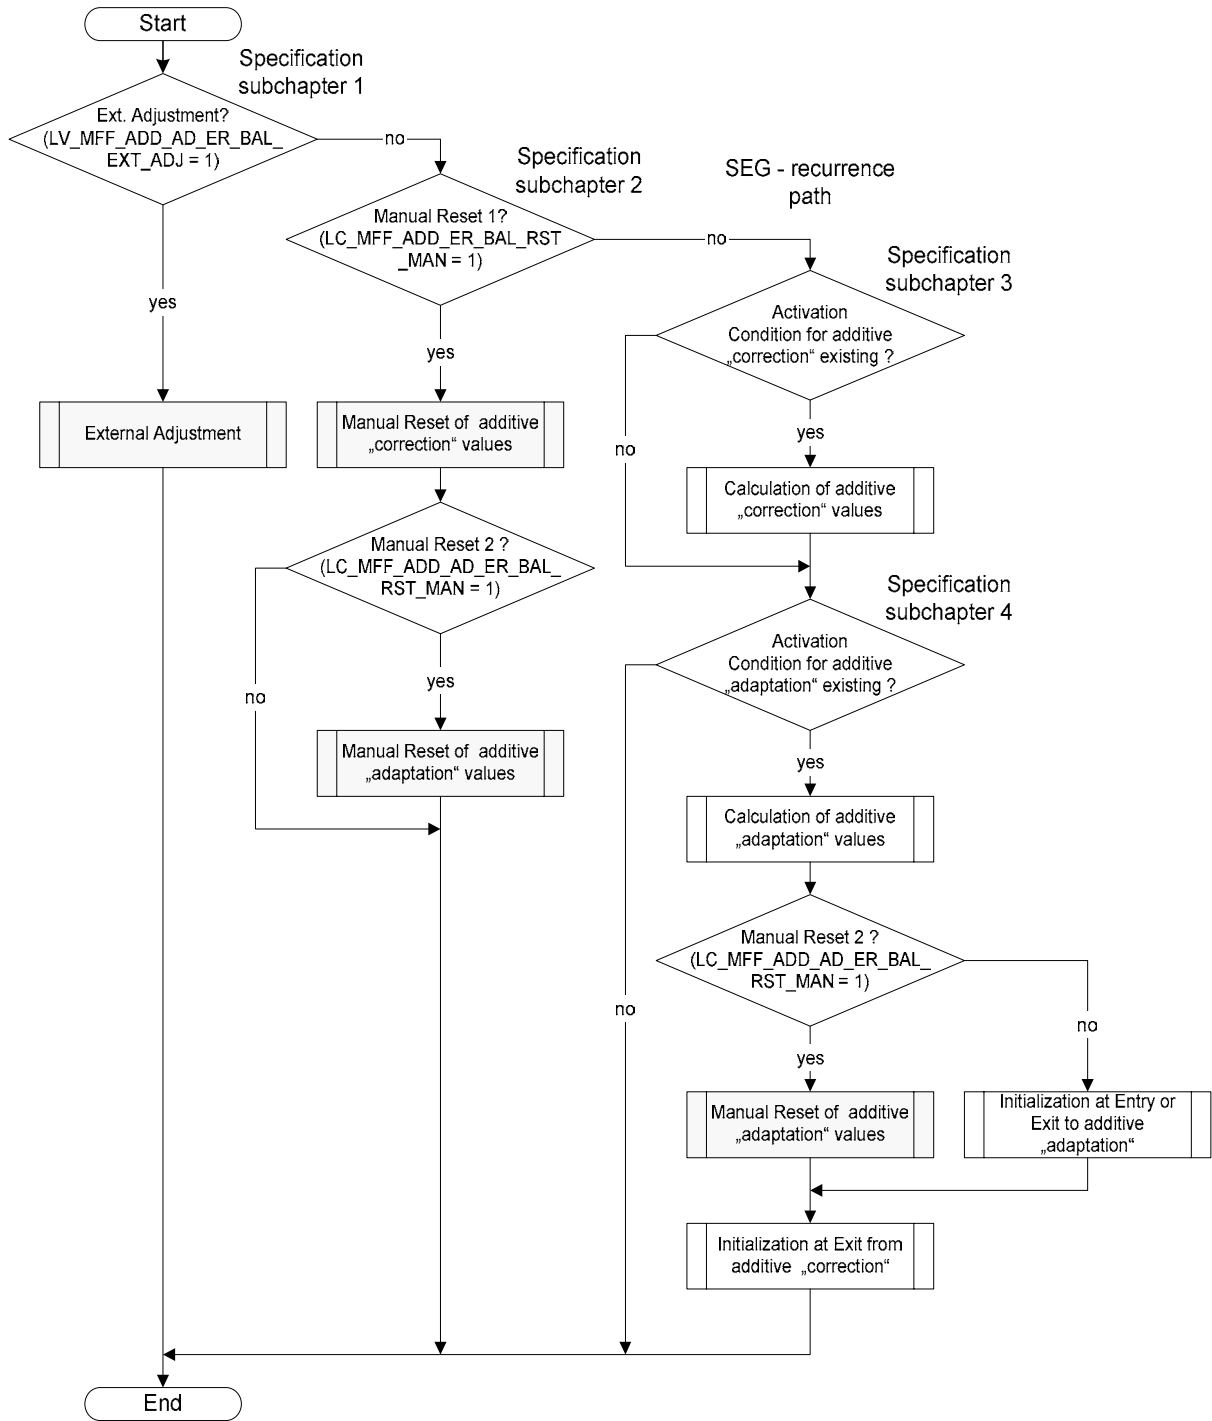 Start
Specification
subchapter 1
Ext. Adjustment?
(LV_MFF_ADD_AD_ER_BAL_
EXT_ADJ = 1)
no
Specification
subchapter 2
SEG - recurrence
path
Manual Reset 1?
(LC_MFF_ADD_ER_BAL_RST
_MAN = 1)
no
Specification
subchapter 3
yes
Activation
Condition for additive
„correction“ existing ?
yes
External Adjustment
Manual Reset of additive
„correction“ values
yes
no
Calculation of additive
„correction“ values
Manual Reset 2 ?
(LC_MFF_ADD_AD_ER_BAL_
RST_MAN = 1)
Specification
subchapter 4
Activation
Condition for additive
„adaptation“ existing ?
yes
no
Manual Reset of additive
„adaptation“ values
yes
Calculation of additive
„adaptation“ values
Manual Reset 2 ?
(LC_MFF_ADD_AD_ER_BAL_
RST_MAN = 1)
no
no
yes
Manual Reset of additive
„adaptation“ values
Initialization at Entry or
Exit to additive
„adaptation“
Initialization at Exit from
additive „correction“
End